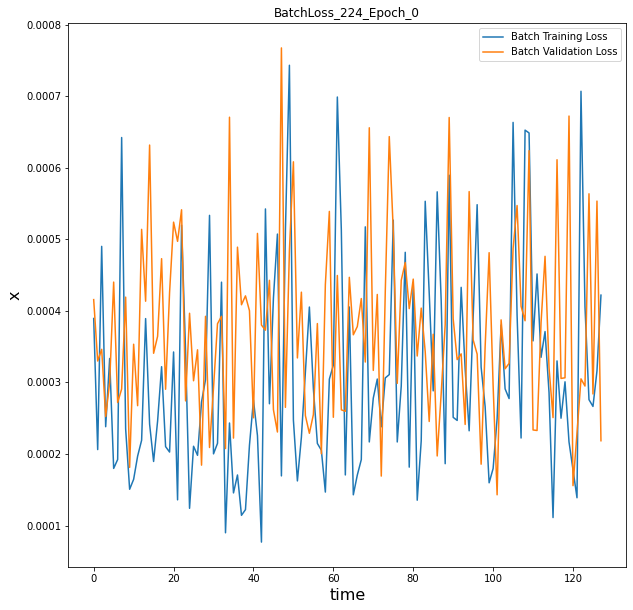 BatchLoss_224_Epoch_0
Batch Training Loss
Batch Validation Loss
0.0008
0.0007
0.0006
0.0005
0.0004
0.0003
0.0002
0.0001
x
0 20 40 60 80 100 120
time